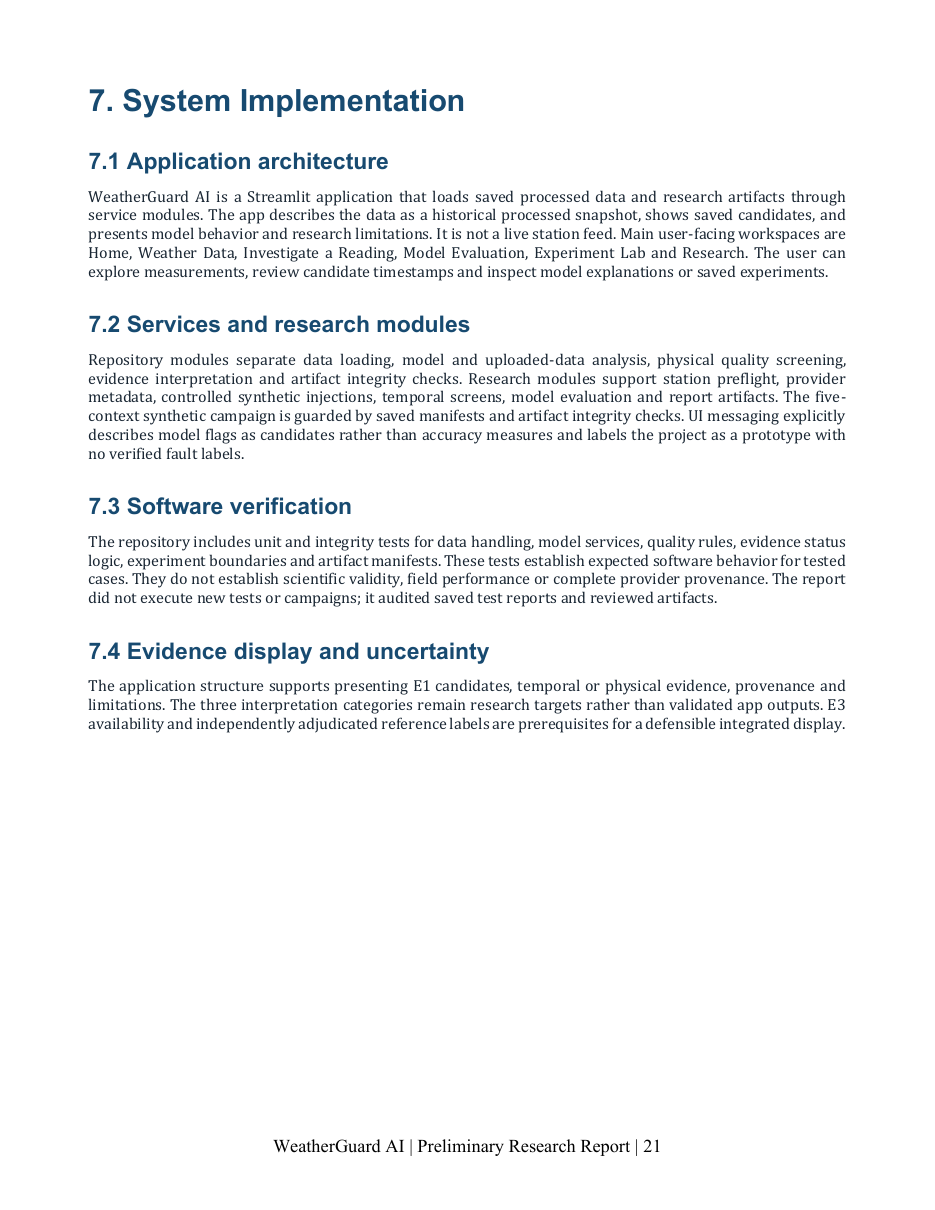 7. System Implementation
7.1 Application architecture
WeatherGuard AI is a Streamlit application that loads saved processed data and research artifacts through
service modules. The app describes the data as a historical processed snapshot, shows saved candidates, and
presents model behavior and research limitations. It is not a live station feed. Main user-facing workspaces are
Home, Weather Data, Investigate a Reading, Model Evaluation, Experiment Lab and Research. The user can
explore measurements, review candidate timestamps and inspect model explanations or saved experiments.
7.2 Services and research modules
Repository modules separate data loading, model and uploaded-data analysis, physical quality screening,
evidence interpretation and artifact integrity checks. Research modules support station preflight, provider
metadata, controlled synthetic injections, temporal screens, model evaluation and report artifacts. The five-
context synthetic campaign is guarded by saved manifests and artifact integrity checks. UI messaging explicitly
describes model flags as candidates rather than accuracy measures and labels the project as a prototype with
no verified fault labels.
7.3 Software verification
The repository includes unit and integrity tests for data handling, model services, quality rules, evidence status
logic, experiment boundaries and artifact manifests. These tests establish expected software behavior for tested
cases. They do not establish scientific validity, field performance or complete provider provenance. The report
did not execute new tests or campaigns; it audited saved test reports and reviewed artifacts.
7.4 Evidence display and uncertainty
The application structure supports presenting E1 candidates, temporal or physical evidence, provenance and
limitations. The three interpretation categories remain research targets rather than validated app outputs. E3
availability and independently adjudicated reference labels are prerequisites for a defensible integrated display.
WeatherGuard AI | Preliminary Research Report | 21